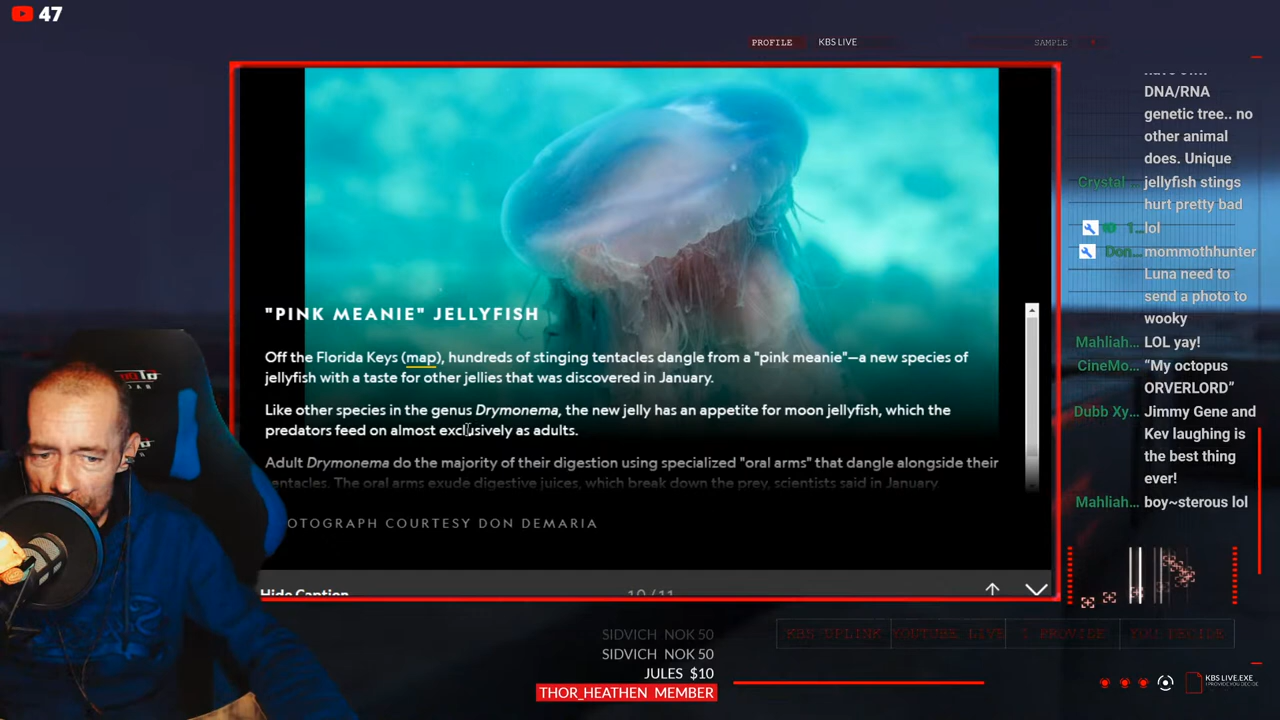 47
PROFILE KBS LIVE SAMPLE
DNA/RNA
genetic tree.. no
other animal
does. Unique
Crystal ... jellyfish stings
hurt pretty bad
lol
Don... mommothhunter
Luna need to
send a photo to
wooky
Mahliah... LOL yay!
CineMo... “My octopus
ORVERLORD”
Dubb Xy... Jimmy Gene and
Kev laughing is
the best thing
ever!
Mahliah... boy~sterous lol
"PINK MEANIE" JELLYFISH
Off the Florida Keys (map), hundreds of stinging tentacles dangle from a "pink meanie"—a new species of
jellyfish with a taste for other jellies that was discovered in January.
Like other species in the genus Drymonema, the new jelly has an appetite for moon jellyfish, which the
predators feed on almost exclusively as adults.
Adult Drymonema do the majority of their digestion using specialized "oral arms" that dangle alongside their
tentacles. The oral arms exude digestive juices, which break down the prey, scientists said in January
OTOGRAPH COURTESY DON DEMARIA
Hide Caption 10/11
SIDVICH NOK 50
SIDVICH NOK 50
JULES $10
THOR_HEATHEN MEMBER
KBS UPLINK YOUTUBE LIVE I PROVIDE YOU DECIDE
KBS LIVE.EXE
I PROVIDE YOU DECIDE